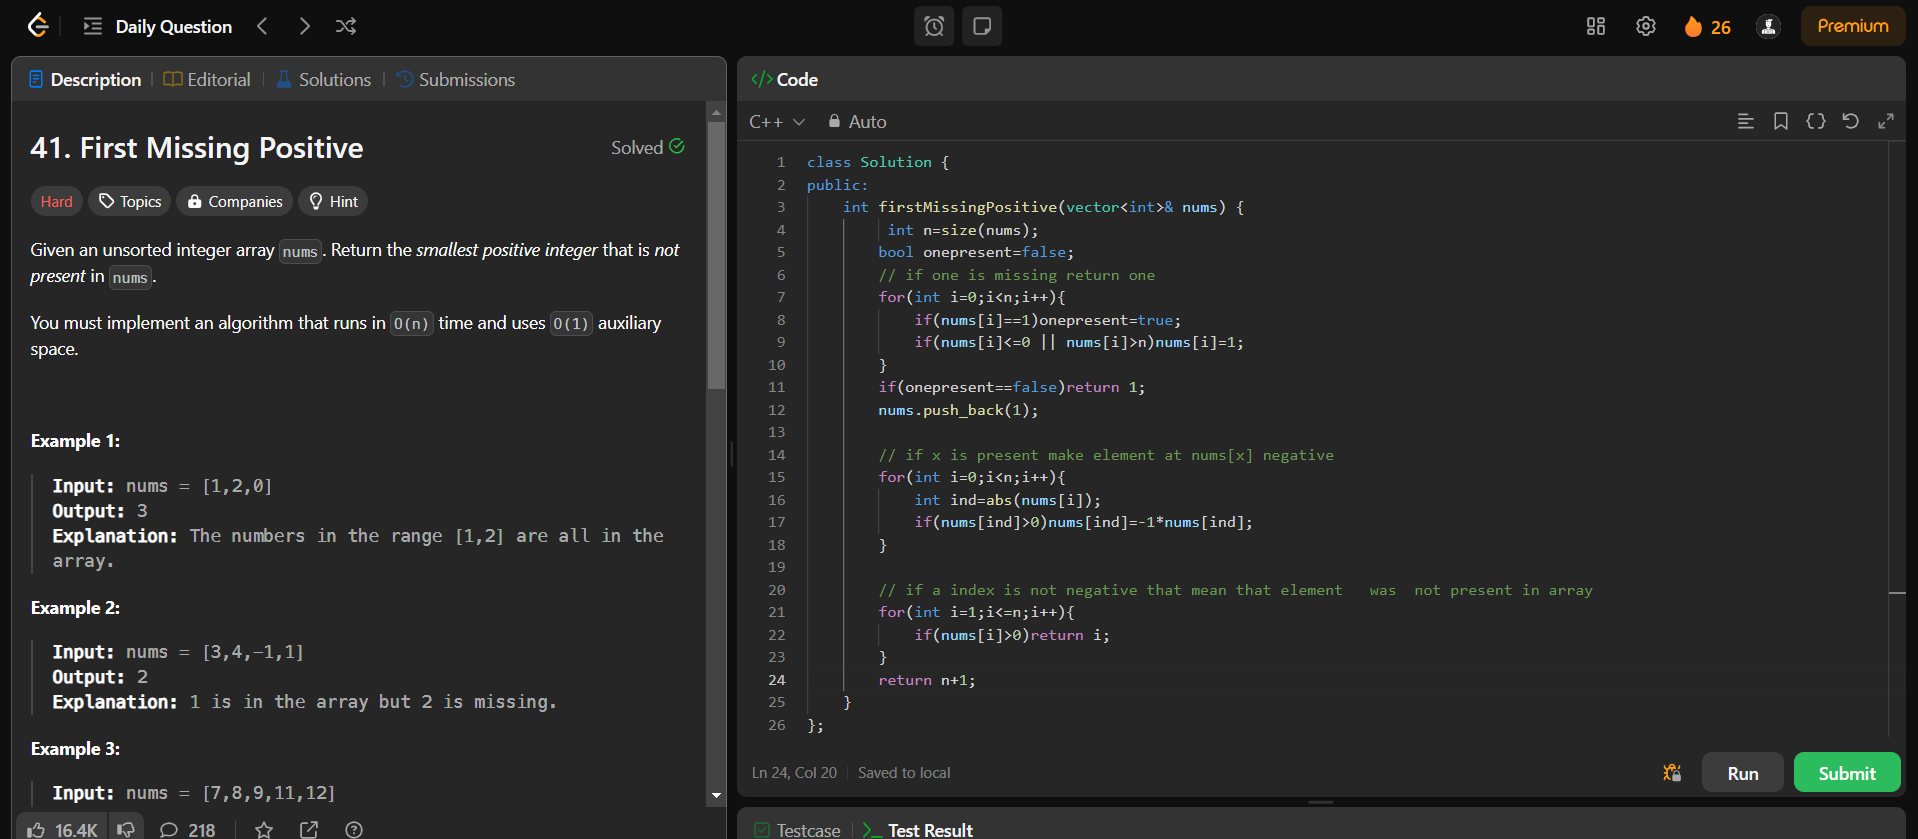 Daily Question
26
Premium
Description
Editorial
Solutions
Submissions
41. First Missing Positive
Solved
Hard
Topics
Companies
Hint
Given an unsorted integer array nums. Return the smallest positive integer that is not
present in nums.
You must implement an algorithm that runs in O(n) time and uses O(1) auxiliary
space.
Example 1:
Input: nums = [1,2,0]
Output: 3
Explanation: The numbers in the range [1,2] are all in the
array.
Example 2:
Input: nums = [3,4,-1,1]
Output: 2
Explanation: 1 is in the array but 2 is missing.
Example 3:
Input: nums = [7,8,9,11,12]
16.4K
218
</> Code
C++
Auto
1 class Solution {
2 public:
3 int firstMissingPositive(vector<int>& nums) {
4 int n=size(nums);
5 bool onepresent=false;
6 // if one is missing return one
7 for(int i=0;i<n;i++){
8 if(nums[i]==1)onepresent=true;
9 if(nums[i]<=0 || nums[i]>n)nums[i]=1;
10 }
11 if(onepresent==false)return 1;
12 nums.push_back(1);
13
14 // if x is present make element at nums[x] negative
15 for(int i=0;i<n;i++){
16 int ind=abs(nums[i]);
17 if(nums[ind]>0)nums[ind]=-1*nums[ind];
18 }
19
20 // if a index is not negative that mean that element was not present in array
21 for(int i=1;i<=n;i++){
22 if(nums[i]>0)return i;
23 }
24 return n+1;
25 }
26 };
Ln 24, Col 20
Saved to local
Run
Submit
Testcase
>_ Test Result